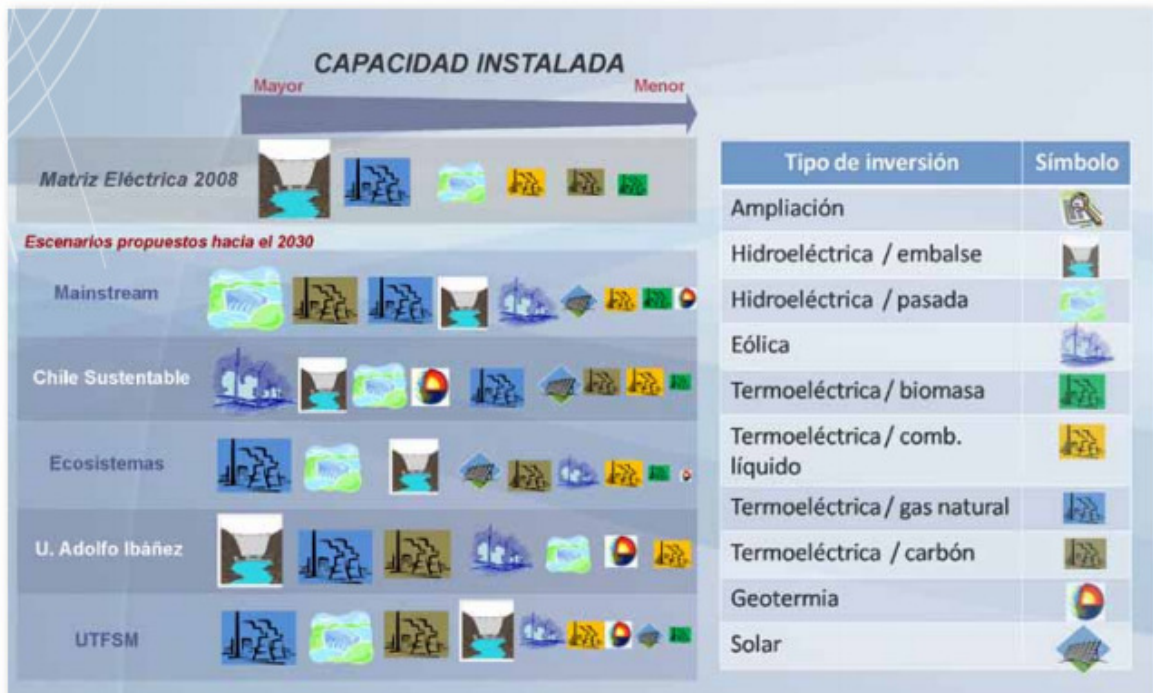 CAPACIDAD INSTALADA
Mayor
Menor
Matriz Eléctrica 2008
Escenarios propuestos hacia el 2030
Mainstream
Chile Sustentable
Ecosistemas
U. Adolfo Ibáñez
UTFSM
Tipo de inversión
Símbolo
Ampliación
Hidroeléctrica / embalse
Hidroeléctrica / pasada
Eólica
Termoeléctrica / biomasa
Termoeléctrica / comb.
líquido
Termoeléctrica / gas natural
Termoeléctrica / carbón
Geotermia
Solar